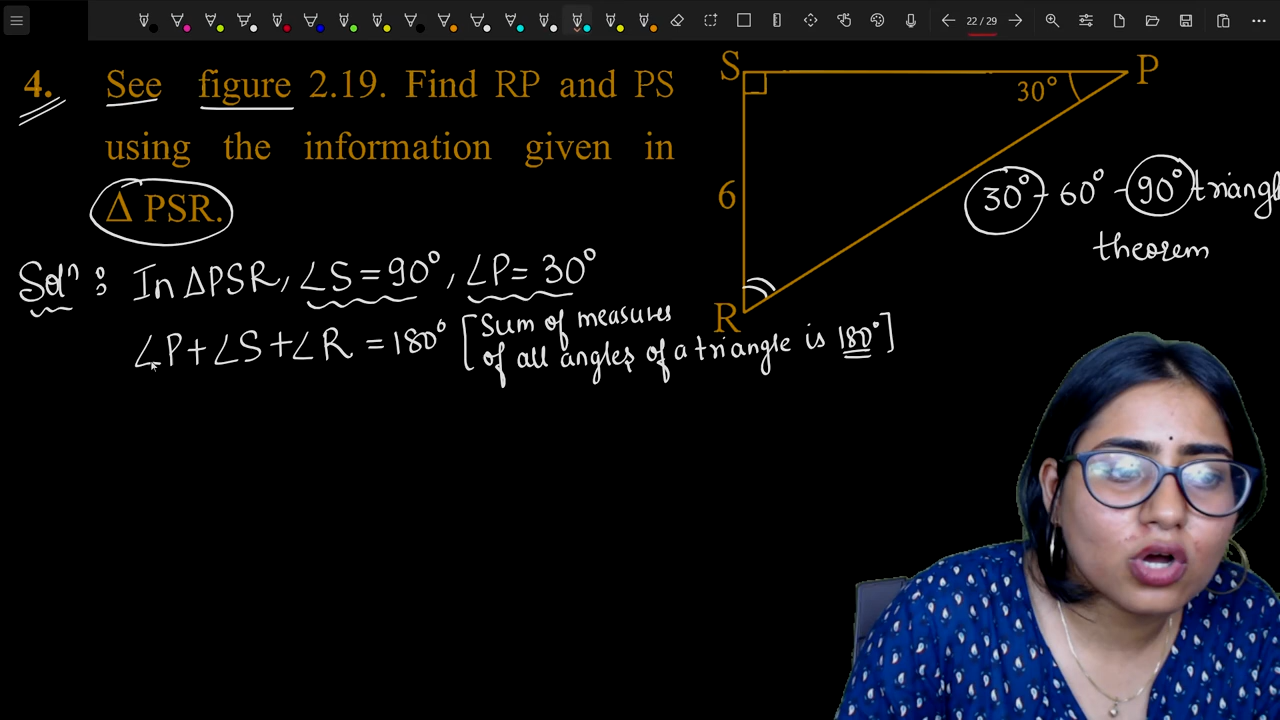 22 / 29
4. See figure 2.19. Find RP and PS
using the information given in
Δ PSR.
S
P
30°
6
R
30° - 60° - 90° triangle
theorem
Solⁿ : In ΔPSR, ∠S = 90°, ∠P = 30°
∠P + ∠S + ∠R = 180° [Sum of measures
of all angles of a triangle is 180°]